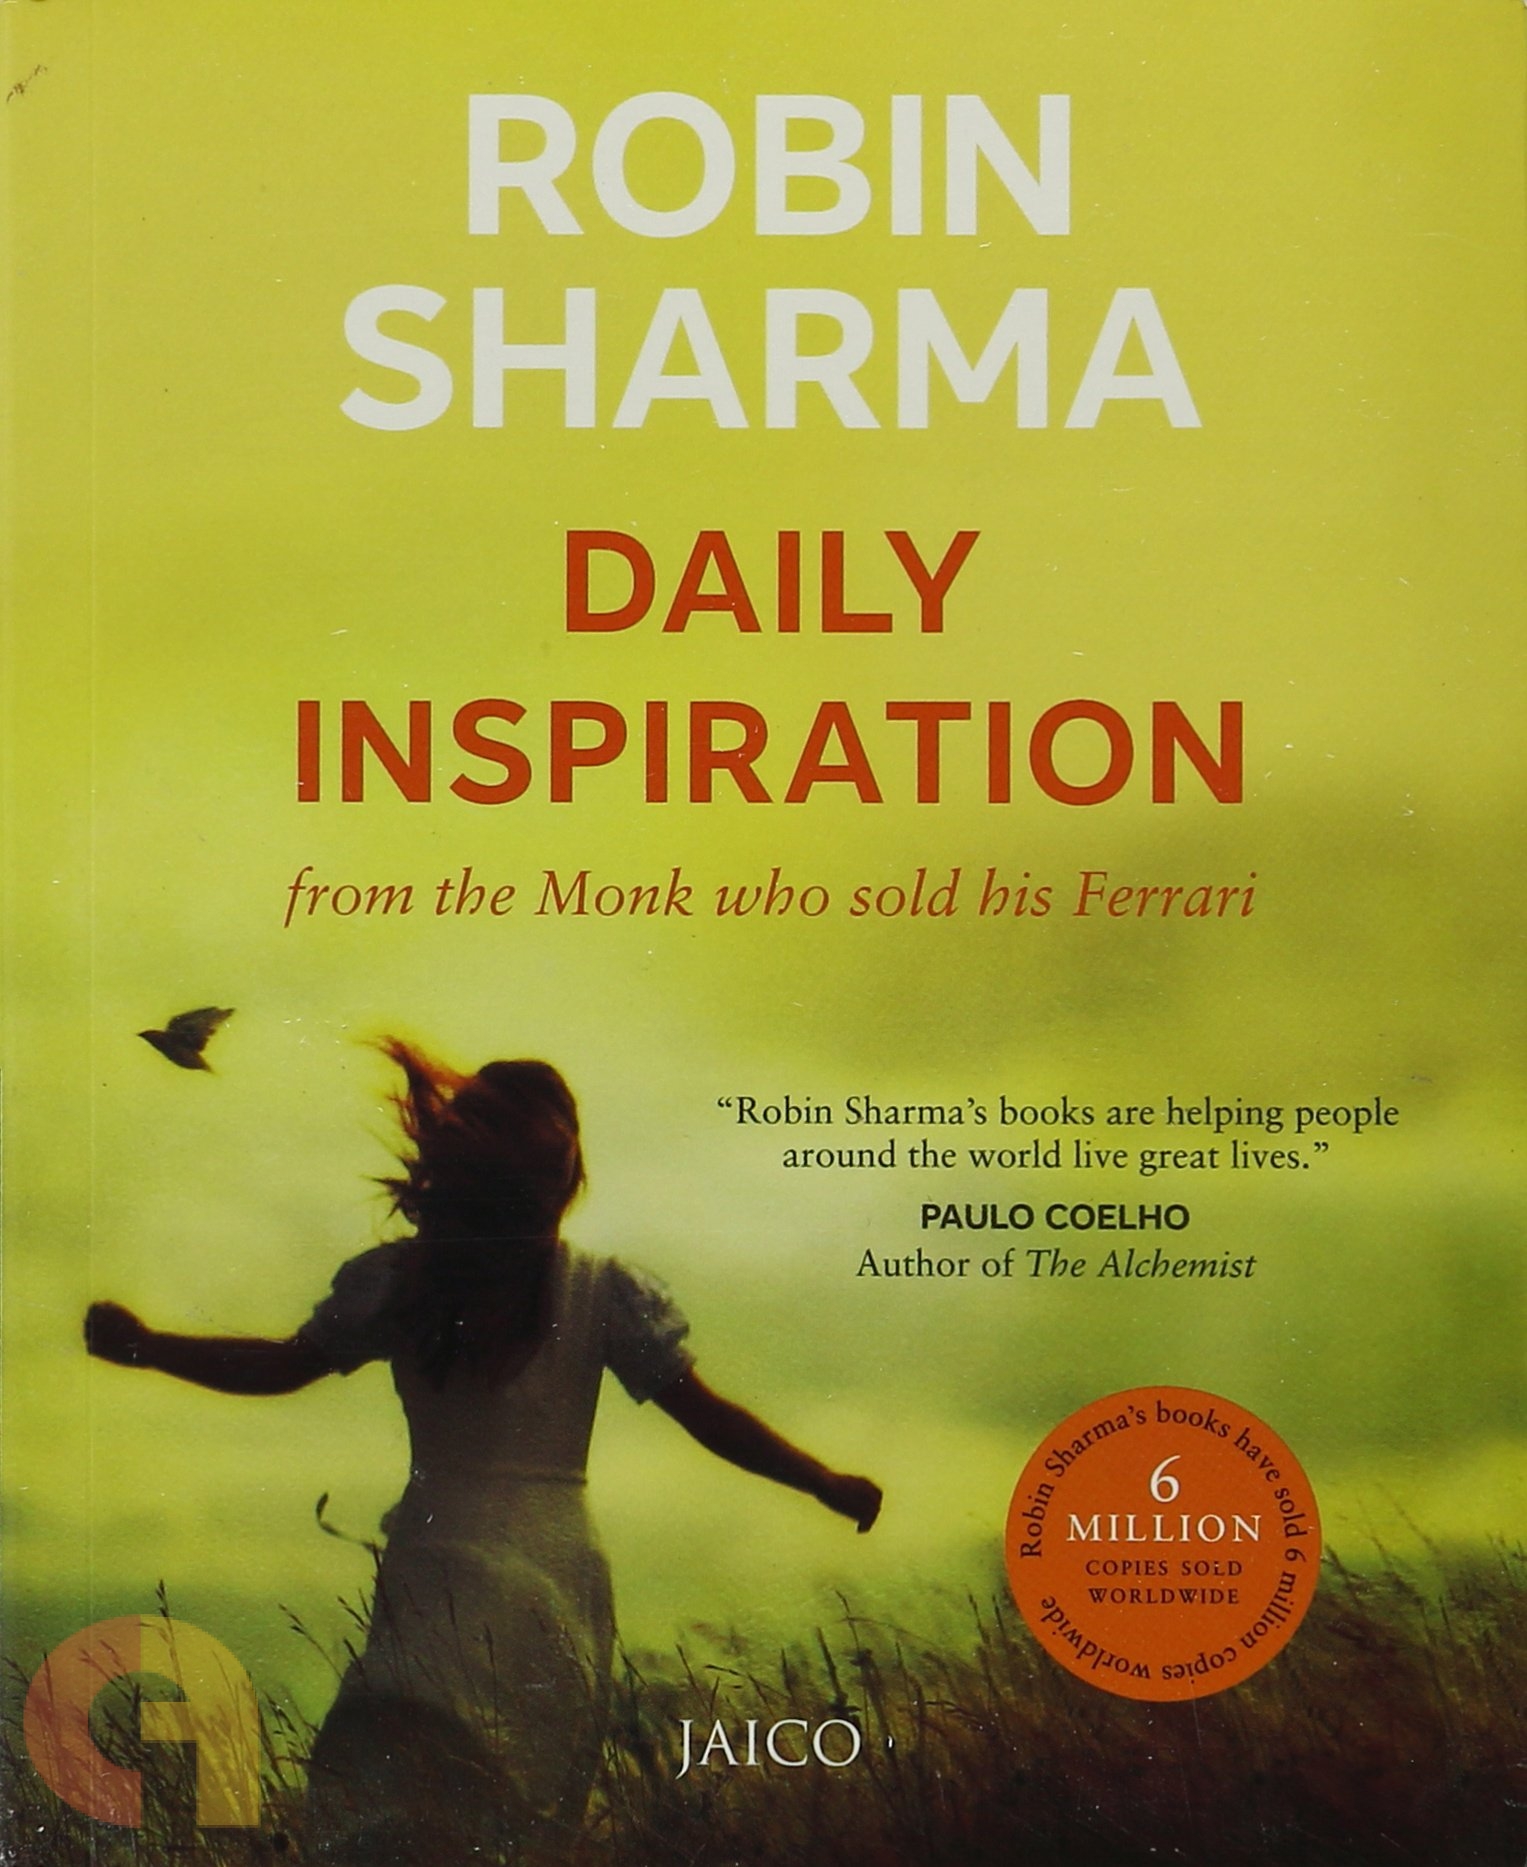 ROBIN
SHARMA
DAILY
INSPIRATION
from the Monk who sold his Ferrari
“Robin Sharma’s books are helping people
around the world live great lives.”
PAULO COELHO
Author of The Alchemist
Robin Sharma’s books have sold 6 million copies worldwide
6
MILLION
COPIES SOLD
WORLDWIDE
JAICO